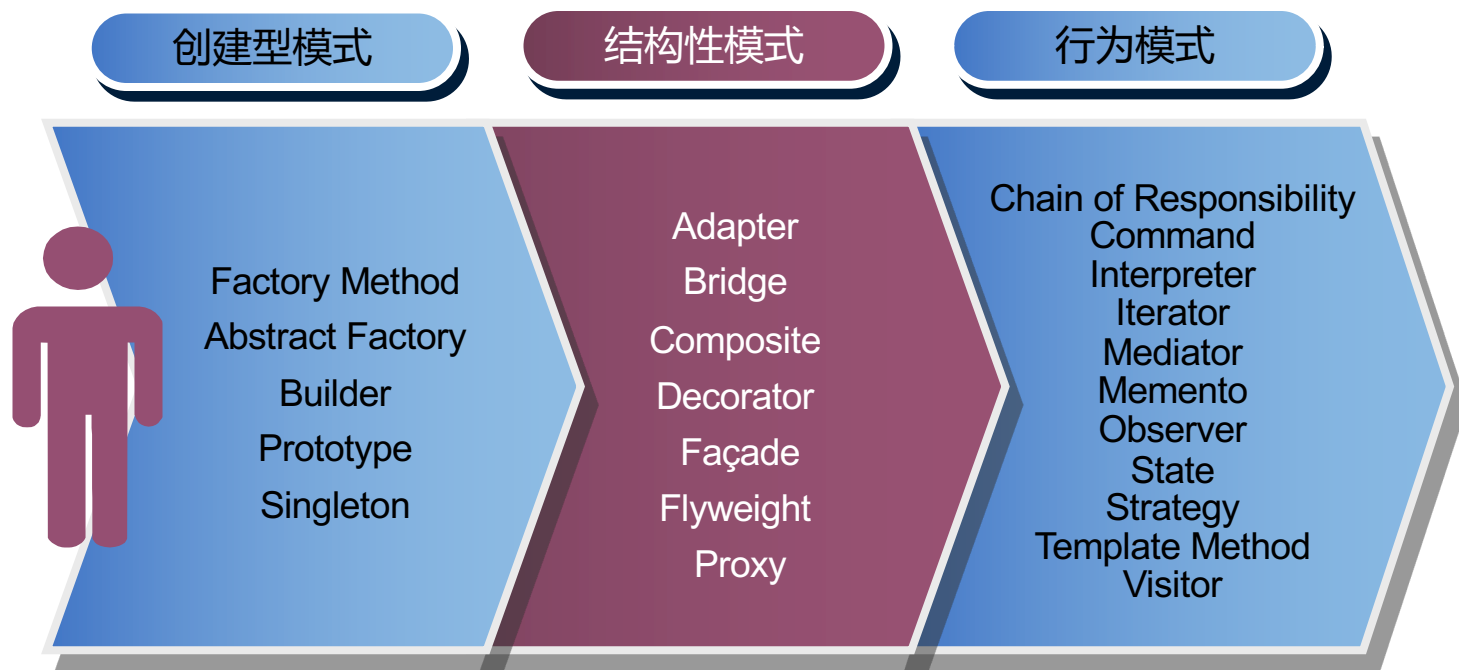 创建型模式
结构性模式
行为模式
Factory Method
Abstract Factory
Builder
Prototype
Singleton
Adapter
Bridge
Composite
Decorator
Façade
Flyweight
Proxy
Chain of Responsibility
Command
Interpreter
Iterator
Mediator
Memento
Observer
State
Strategy
Template Method
Visitor